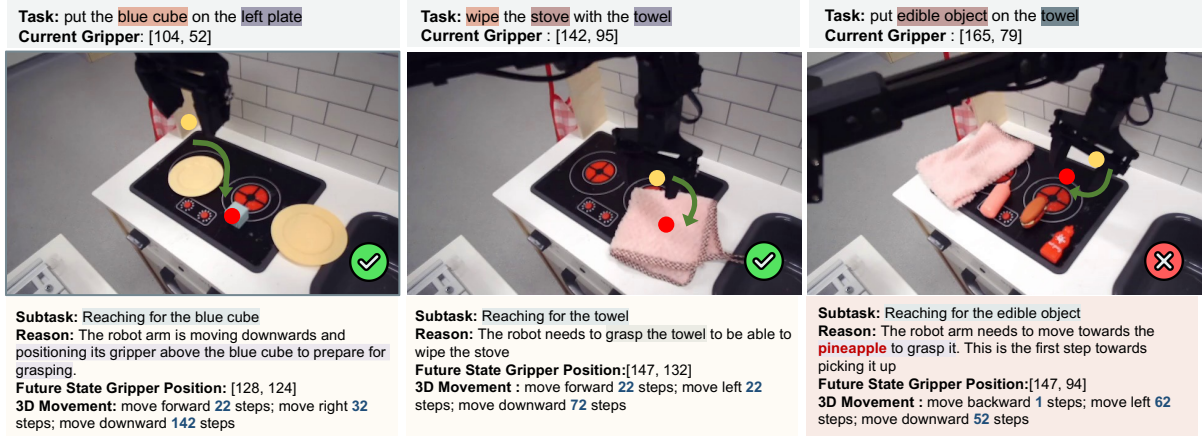 Task: put the blue cube on the left plate
Current Gripper: [104, 52]
Subtask: Reaching for the blue cube
Reason: The robot arm is moving downwards and
positioning its gripper above the blue cube to prepare for
grasping.
Future State Gripper Position: [128, 124]
3D Movement: move forward 22 steps; move right 32
steps; move downward 142 steps
Task: wipe the stove with the towel
Current Gripper : [142, 95]
Subtask: Reaching for the towel
Reason: The robot needs to grasp the towel to be able to
wipe the stove
Future State Gripper Position: [147, 132]
3D Movement : move forward 22 steps; move left 22
steps; move downward 72 steps
Task: put edible object on the towel
Current Gripper : [165, 79]
Subtask: Reaching for the edible object
Reason: The robot arm needs to move towards the
pineapple to grasp it. This is the first step towards
picking it up
Future State Gripper Position:[147, 94]
3D Movement : move backward 1 steps; move left 62
steps; move downward 52 steps